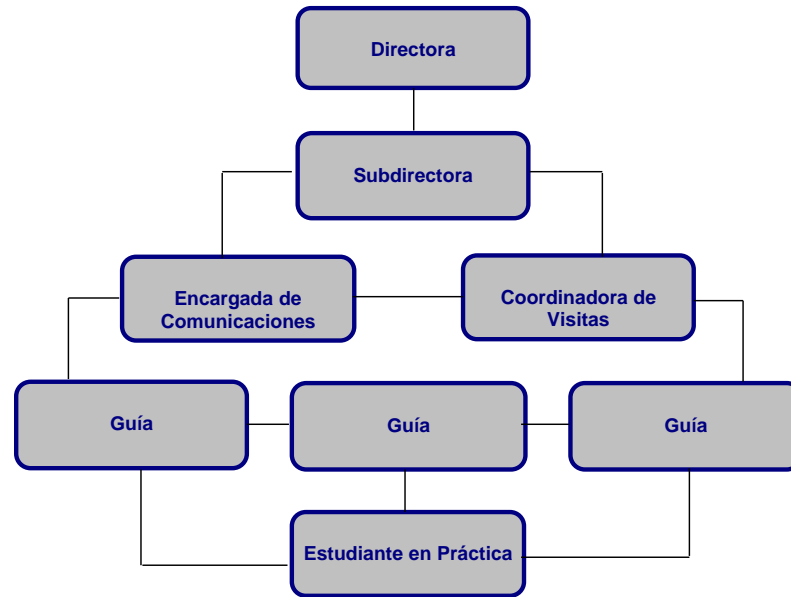 Directora
Subdirectora
Encargada de
Comunicaciones
Coordinadora de
Visitas
Guía
Guía
Guía
Estudiante en Práctica